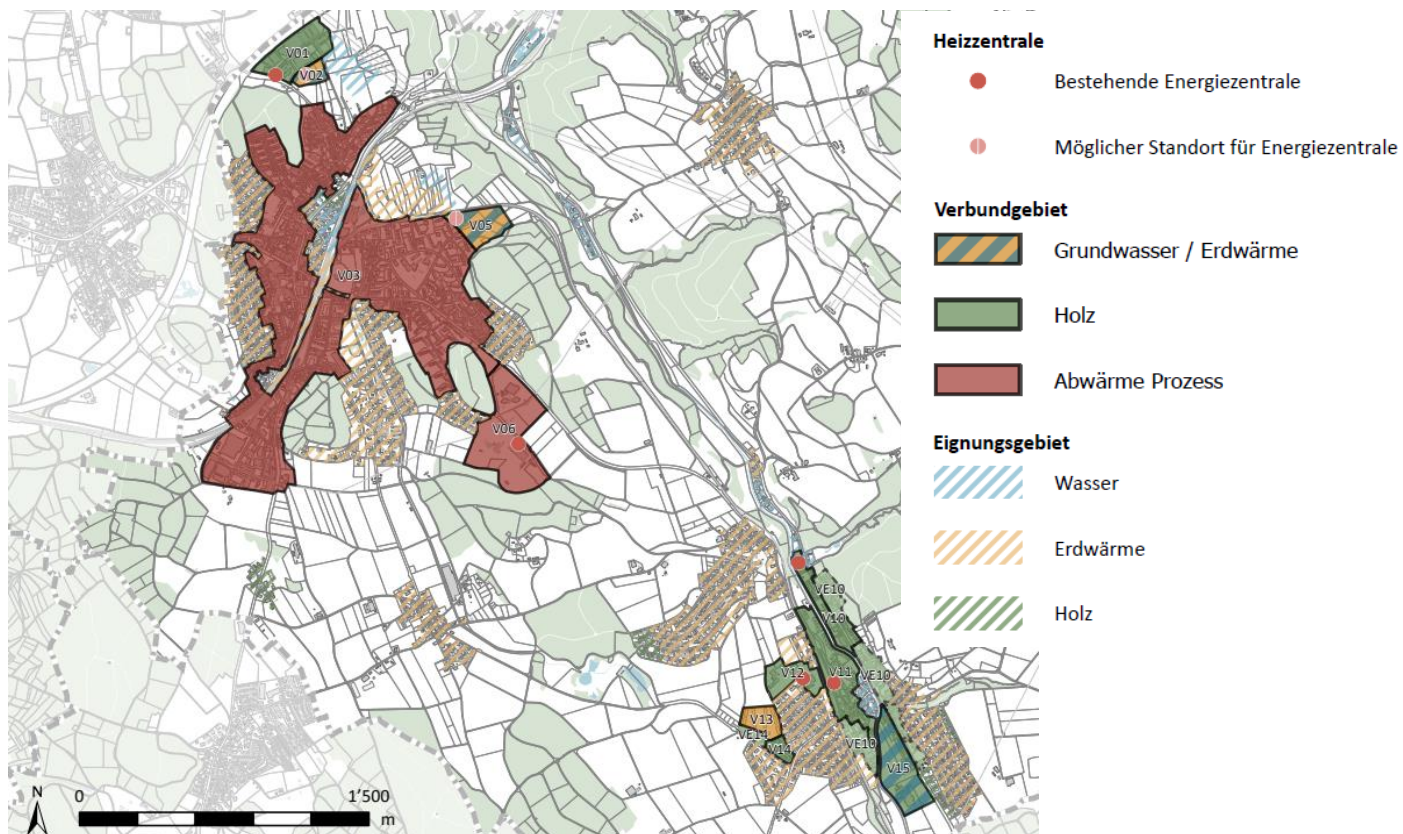 V01
V02
V05
V03
V06
VE10
V10
V12
V11
VE10
V13
VE14
V14
VE10
V15
N
0
1'500
m
Heizzentrale
Bestehende Energiezentrale
Möglicher Standort für Energiezentrale
Verbundgebiet
Grundwasser / Erdwärme
Holz
Abwärme Prozess
Eignungsgebiet
Wasser
Erdwärme
Holz